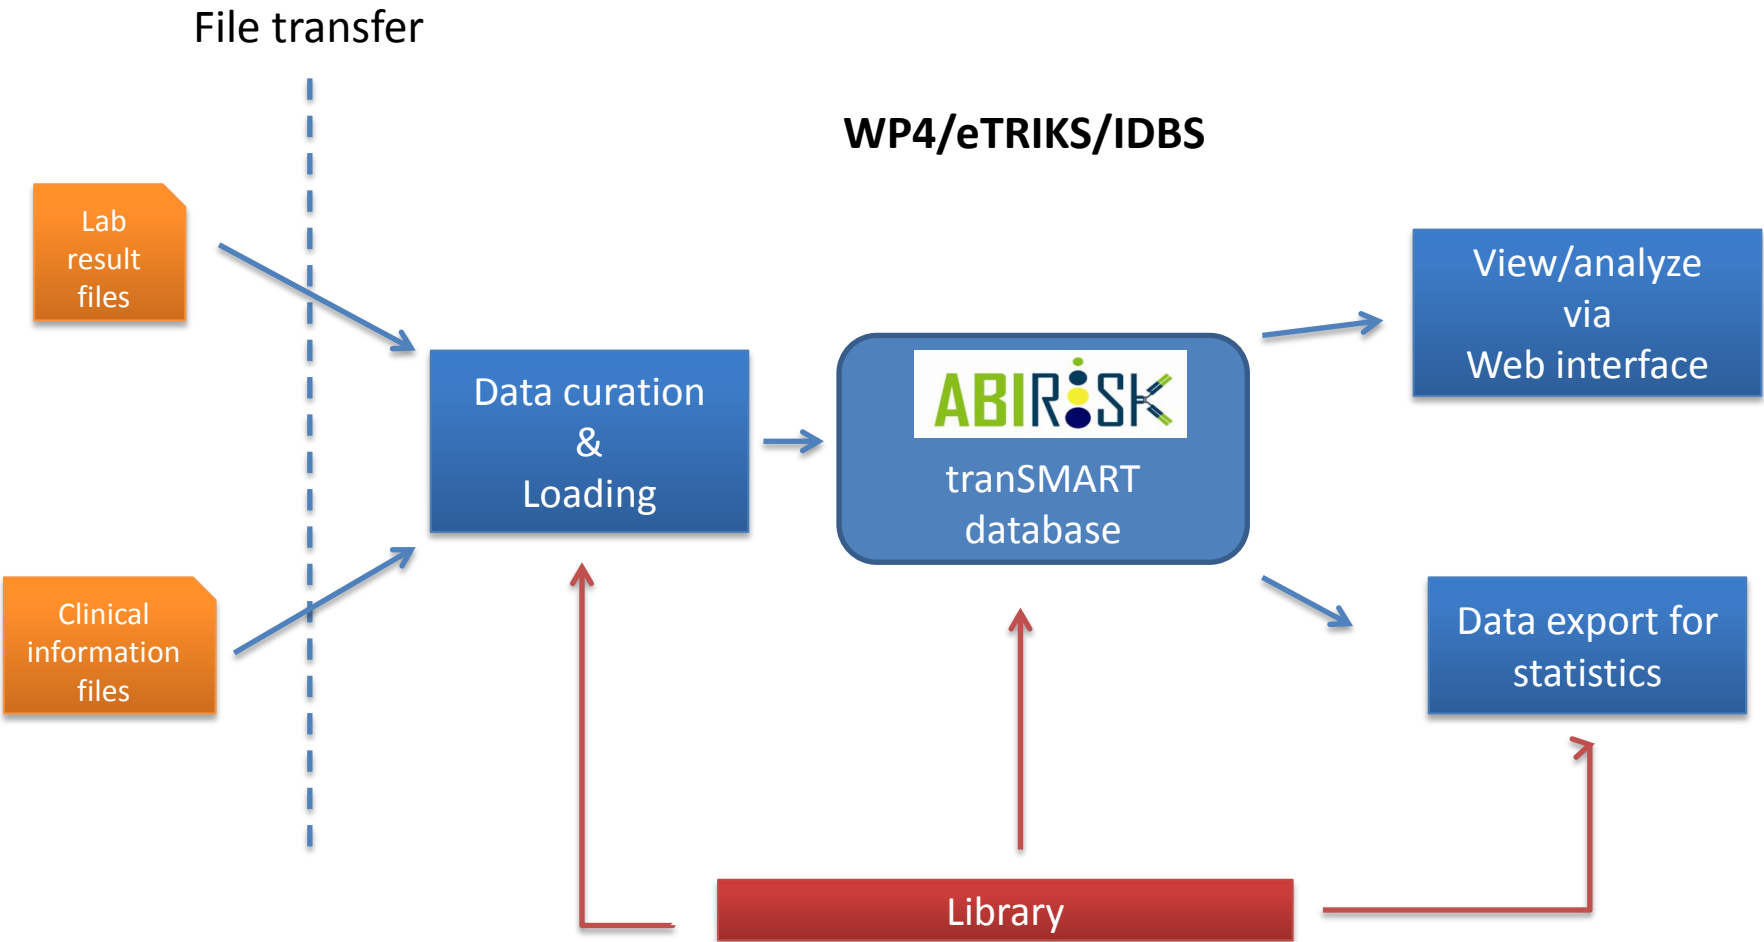 File transfer
WP4/eTRIKS/IDBS
Lab
result
files
Clinical
information
files
Data curation
&
Loading
ABIRISK
tranSMART
database
View/analyze
via
Web interface
Data export for
statistics
Library